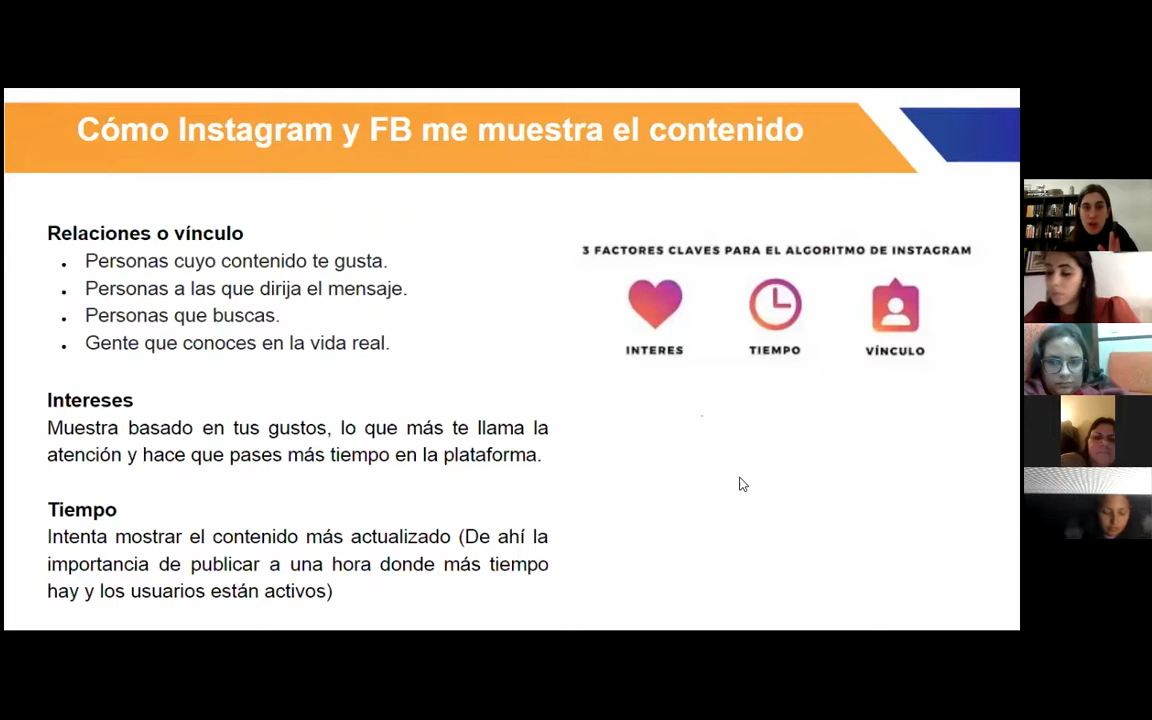 Cómo Instagram y FB me muestra el contenido
Relaciones o vínculo
• Personas cuyo contenido te gusta.
• Personas a las que dirija el mensaje.
• Personas que buscas.
• Gente que conoces en la vida real.
Intereses
Muestra basado en tus gustos, lo que más te llama la
atención y hace que pases más tiempo en la plataforma.
Tiempo
Intenta mostrar el contenido más actualizado (De ahí la
importancia de publicar a una hora donde más tiempo
hay y los usuarios están activos)
3 FACTORES CLAVES PARA EL ALGORITMO DE INSTAGRAM
INTERES
TIEMPO
VÍNCULO